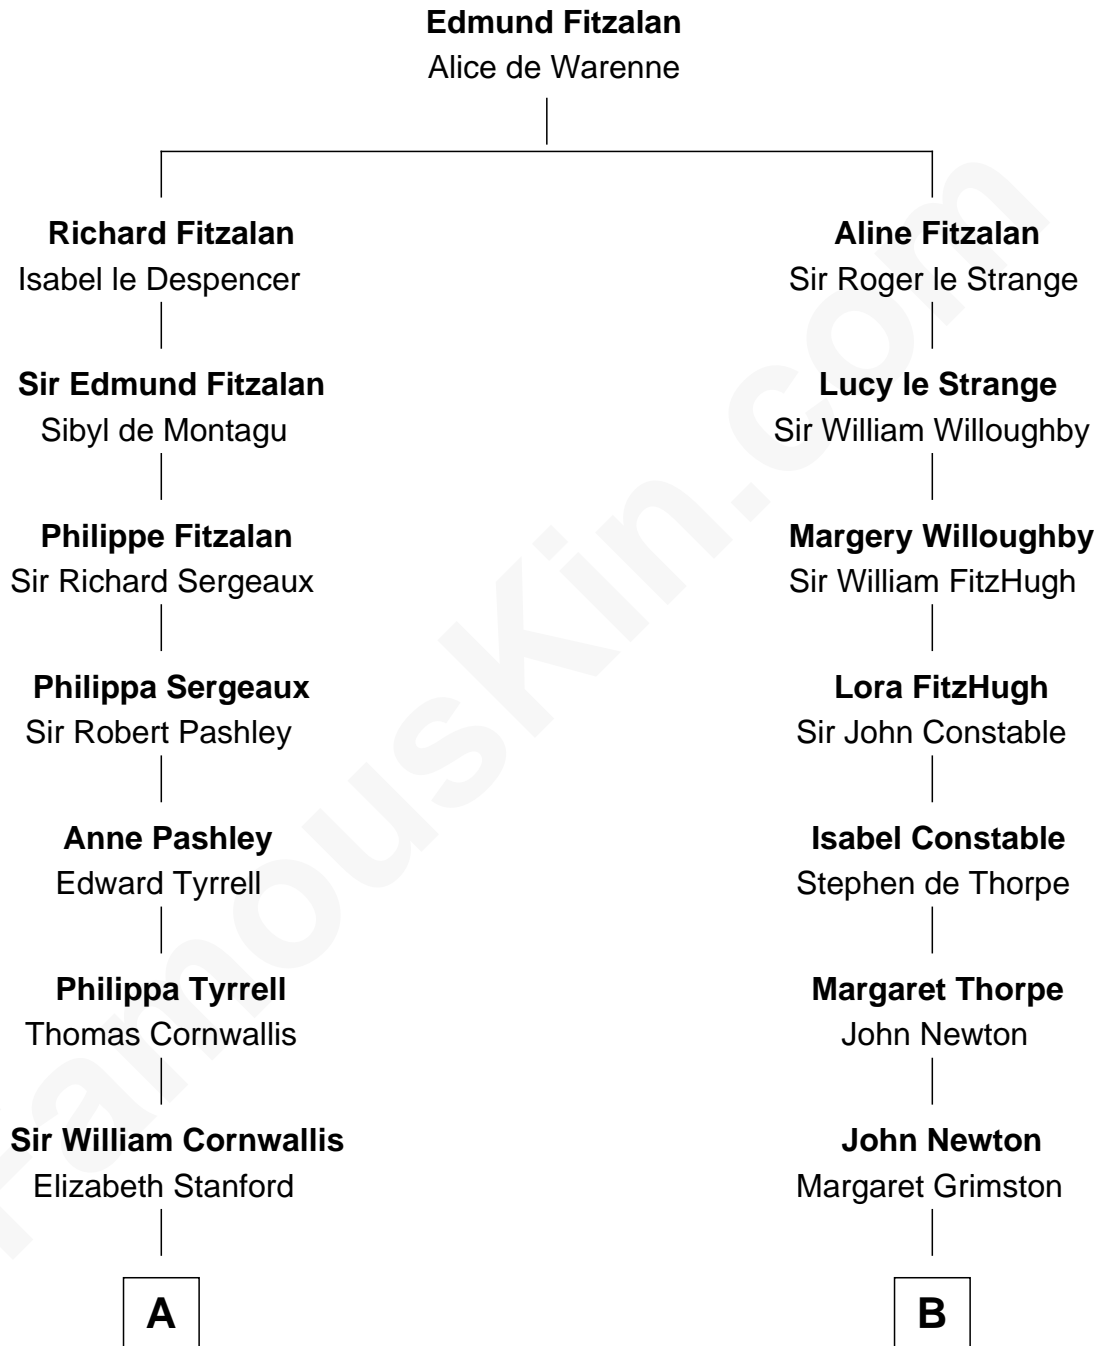 Edmund Fitzalan
Alice de Warenne
Richard Fitzalan
Isabel le Despencer
Aline Fitzalan
Sir Roger le Strange
Sir Edmund Fitzalan
Sibyl de Montagu
Lucy le Strange
Sir William Willoughby
Philippe Fitzalan
Sir Richard Sergeaux
Margery Willoughby
Sir William FitzHugh
Philippa Sergeaux
Sir Robert Pashley
Lora FitzHugh
Sir John Constable
Anne Pashley
Edward Tyrrell
Isabel Constable
Stephen de Thorpe
Philippa Tyrrell
Thomas Cornwallis
Margaret Thorpe
John Newton
Sir William Cornwallis
Elizabeth Stanford
John Newton
Margaret Grimston
A
B
FamousKin.com